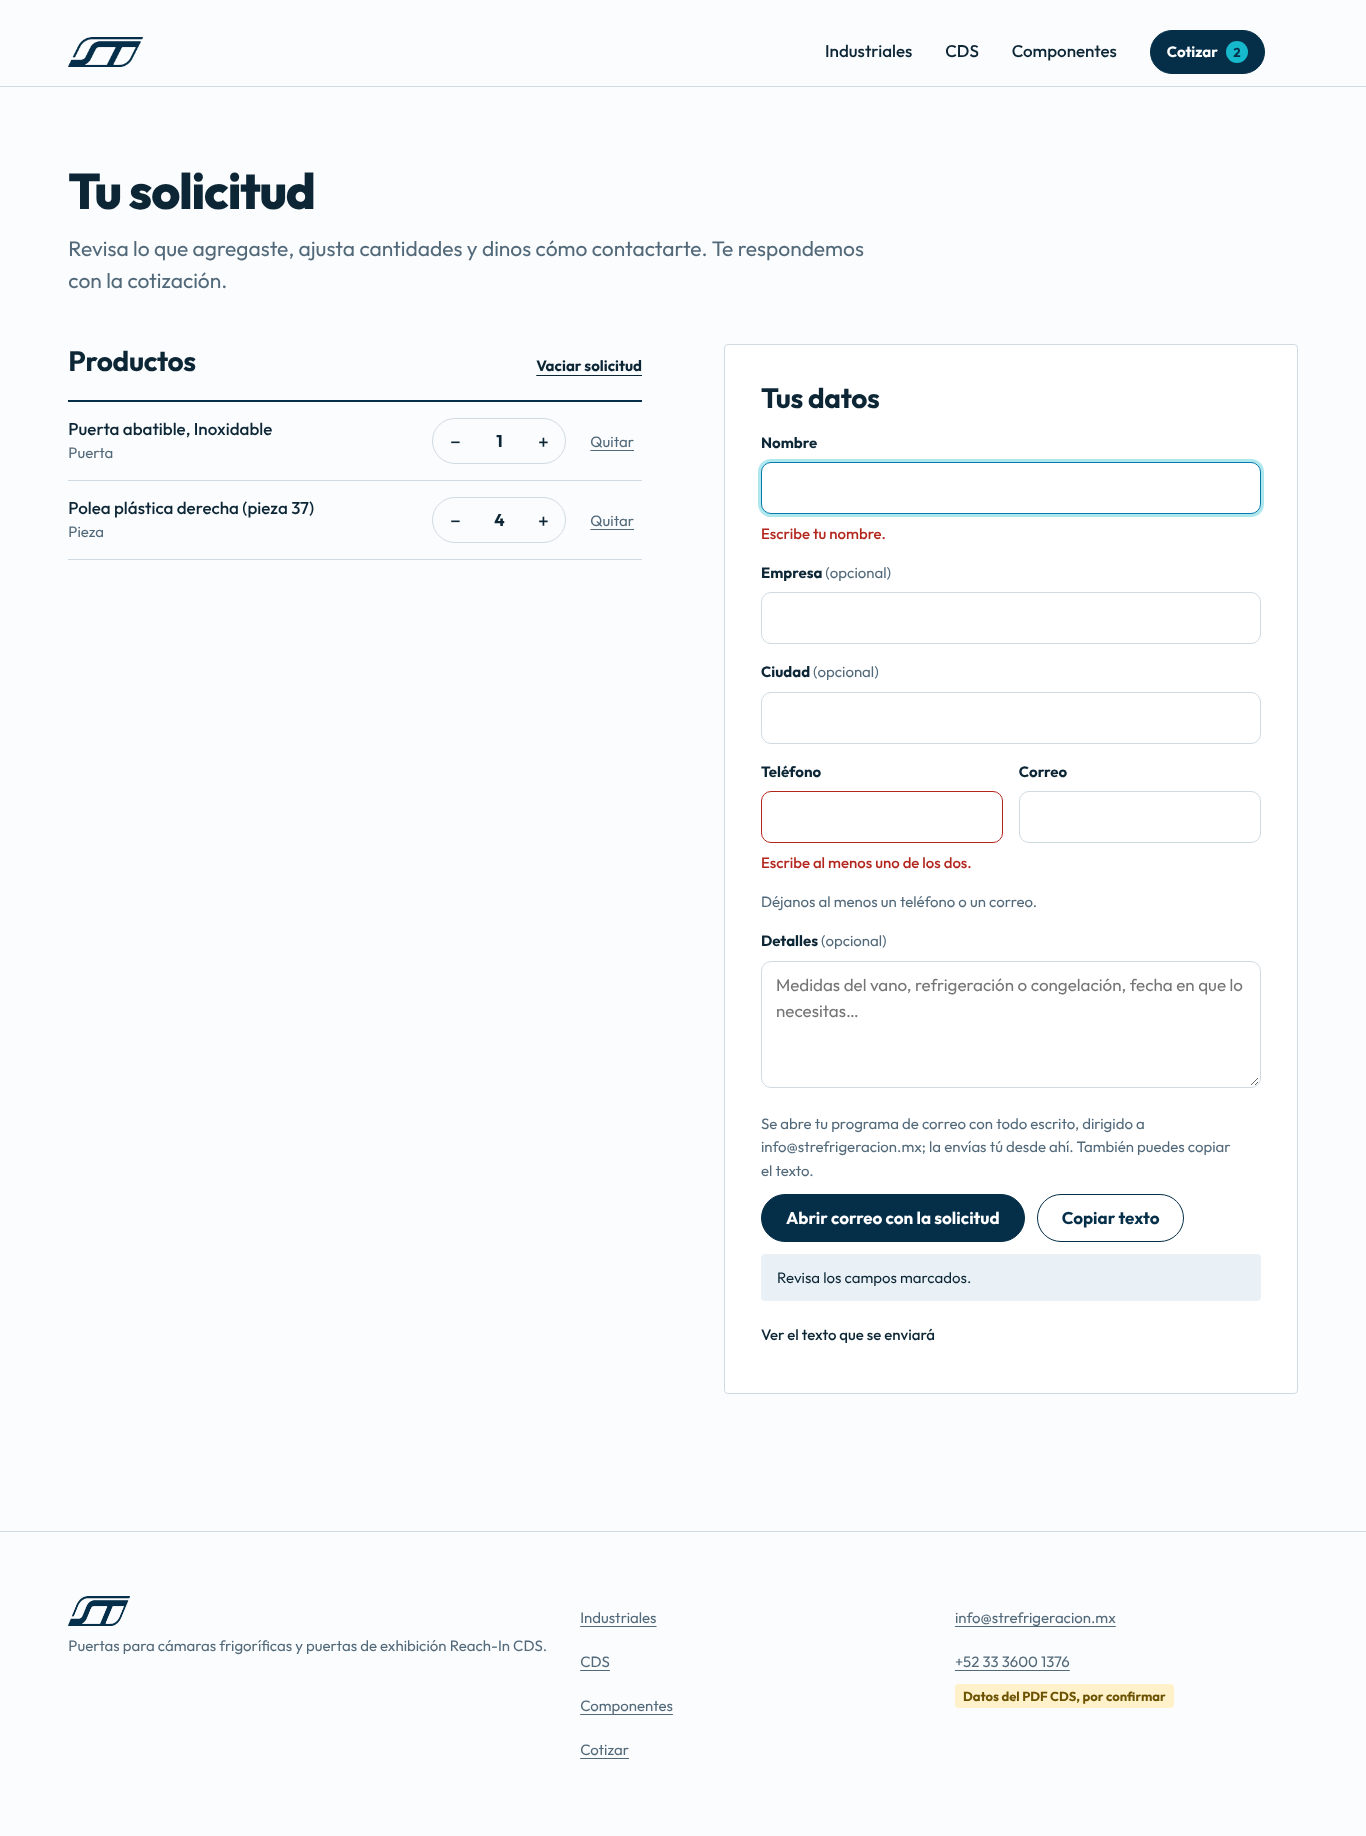 ST
Industriales
CDS
Componentes
Cotizar 2
Tu solicitud
Revisa lo que agregaste, ajusta cantidades y dinos cómo contactarte. Te respondemos
con la cotización.
Productos
Vaciar solicitud
Puerta abatible, Inoxidable
Puerta
− 1 +
Quitar
Polea plástica derecha (pieza 37)
Pieza
− 4 +
Quitar
Tus datos
Nombre
Escribe tu nombre.
Empresa (opcional)
Ciudad (opcional)
Teléfono
Correo
Escribe al menos uno de los dos.
Déjanos al menos un teléfono o un correo.
Detalles (opcional)
Medidas del vano, refrigeración o congelación, fecha en que lo
necesitas…
Se abre tu programa de correo con todo escrito, dirigido a
info@strefrigeracion.mx; la envías tú desde ahí. También puedes copiar
el texto.
Abrir correo con la solicitud
Copiar texto
Revisa los campos marcados.
Ver el texto que se enviará
ST
Puertas para cámaras frigoríficas y puertas de exhibición Reach-In CDS.
Industriales
CDS
Componentes
Cotizar
info@strefrigeracion.mx
+52 33 3600 1376
Datos del PDF CDS, por confirmar